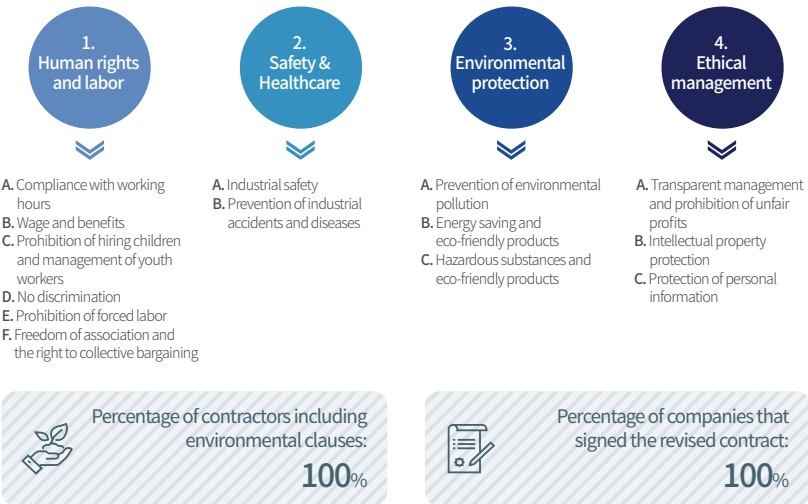 1.
Human rights
and labor
A. Compliance with working
hours
B. Wage and benefits
C. Prohibition of hiring children
and management of youth
workers
D. No discrimination
E. Prohibition of forced labor
F. Freedom of association and
the right to collective bargaining
2.
Safety &
Healthcare
A. Industrial safety
B. Prevention of industrial
accidents and diseases
3.
Environmental
protection
A. Prevention of environmental
pollution
B. Energy saving and
eco-friendly products
C. Hazardous substances and
eco-friendly products
4.
Ethical
management
A. Transparent management
and prohibition of unfair
profits
B. Intellectual property
protection
C. Protection of personal
information
Percentage of contractors including
environmental clauses:
100%
Percentage of companies that
signed the revised contract:
100%